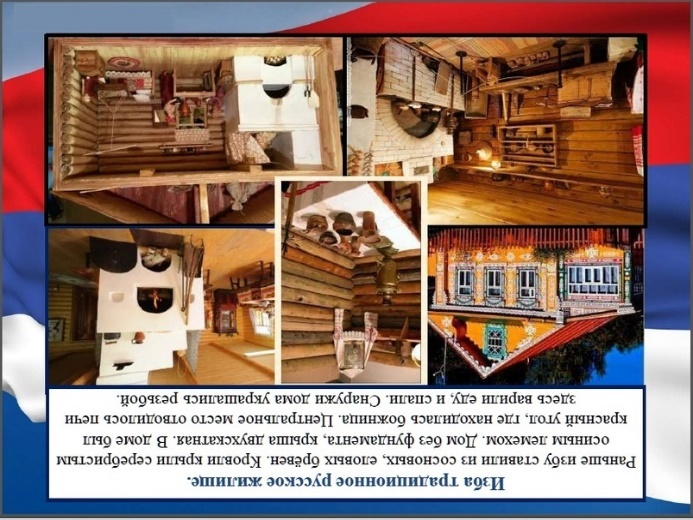 Изба традиционное русское жилище.
Раньше избу ставили из сосновых, еловых брёвен. Кровли крыли серебристым
осиным лемехом. Дом без фундамента, крыша двухскатная. В доме был
красный угол, где находилась божница. Центральное место отводилось печи
здесь варили еду, и спали. Снаружи дома украшались резьбой.